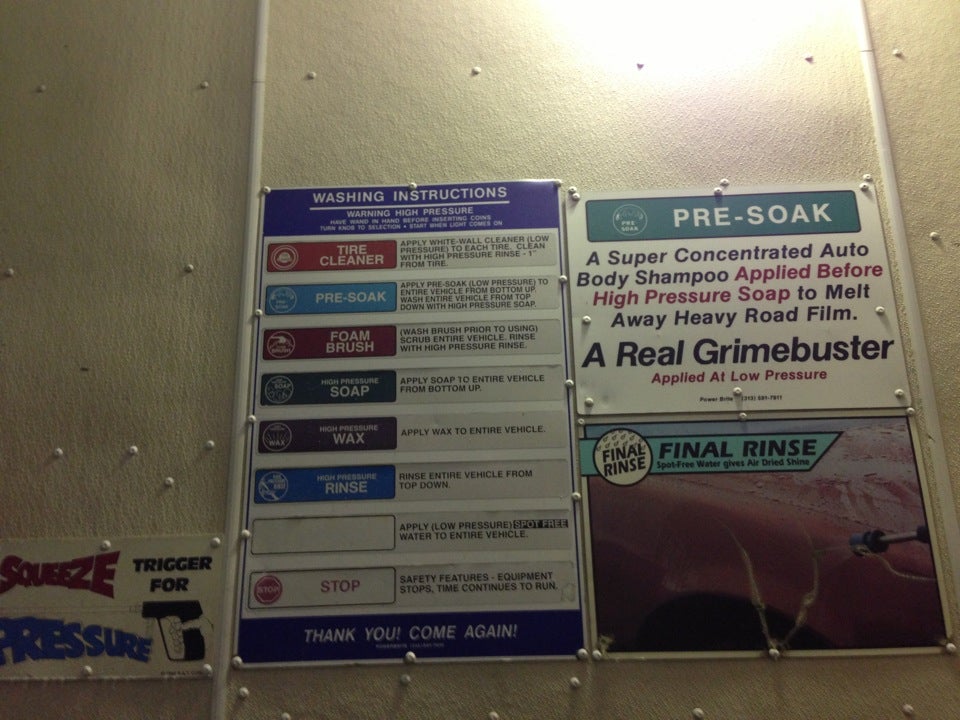 WASHING INSTRUCTIONS
WARNING HIGH PRESSURE
HAVE WAND IN HAND BEFORE INSERTING COINS
TURN KNOB TO SELECTION • START WHEN LIGHT COMES ON
TIRE
CLEANER
APPLY WHITE-WALL CLEANER (LOW
PRESSURE) TO EACH TIRE. CLEAN
WITH HIGH PRESSURE RINSE - 1"
FROM TIRE.
PRE-SOAK
APPLY PRE-SOAK (LOW PRESSURE) TO
ENTIRE VEHICLE FROM BOTTOM UP.
WASH ENTIRE VEHICLE FROM TOP
DOWN WITH HIGH PRESSURE SOAP.
FOAM
BRUSH
(WASH BRUSH PRIOR TO USING)
SCRUB ENTIRE VEHICLE. RINSE
WITH HIGH PRESSURE RINSE.
HIGH PRESSURE
SOAP
APPLY SOAP TO ENTIRE VEHICLE
FROM BOTTOM UP.
HIGH PRESSURE
WAX
APPLY WAX TO ENTIRE VEHICLE.
HIGH PRESSURE
RINSE
RINSE ENTIRE VEHICLE FROM
TOP DOWN.
APPLY (LOW PRESSURE) SPOT FREE
WATER TO ENTIRE VEHICLE.
STOP
STOP
SAFETY FEATURES - EQUIPMENT
STOPS, TIME CONTINUES TO RUN.
THANK YOU! COME AGAIN!
PRE
SOAK
PRE-SOAK
A Super Concentrated Auto
Body Shampoo Applied Before
High Pressure Soap to Melt
Away Heavy Road Film.
A Real Grimebuster
Applied At Low Pressure
Power Brite (313) 591-7911
FINAL
RINSE
FINAL RINSE
Spot-Free Water gives Air Dried Shine
SQUEEZE TRIGGER
FOR
PRESSURE